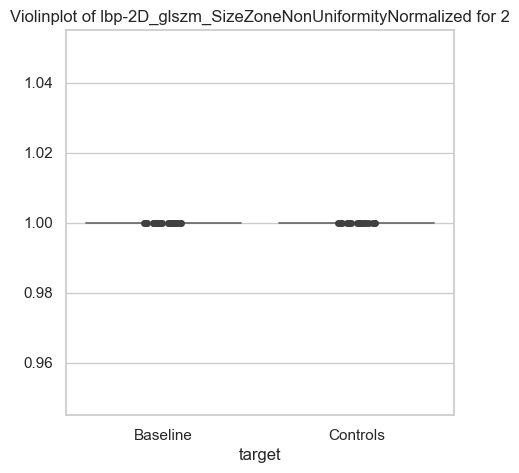 Violinplot of lbp-2D_glszm_SizeZoneNonUniformityNormalized for 2
1.04
1.02
1.00
0.98
0.96
Baseline Controls
target